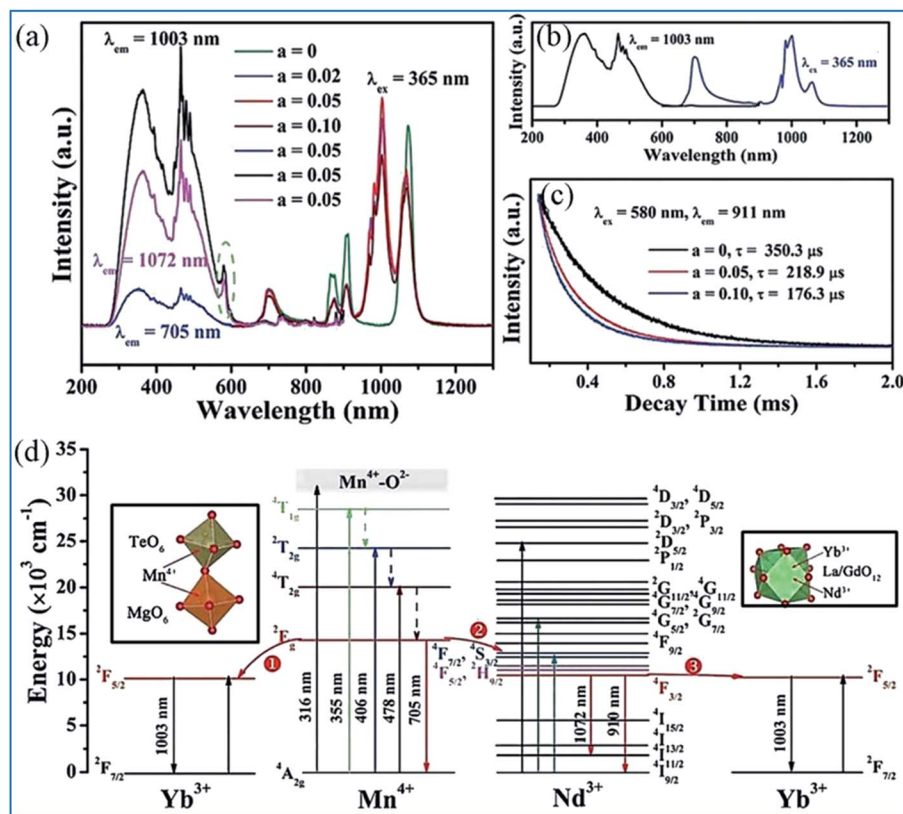 (a)
λem = 1003 nm
a = 0
a = 0.02
a = 0.05
a = 0.10
a = 0.05
a = 0.05
a = 0.05
λex = 365 nm
λem = 1072 nm
λem = 705 nm
Intensity (a.u.)
200 400 600 800 1000 1200
Wavelength (nm)
(b)
λem = 1003 nm
λex = 365 nm
Intensity (a.u.)
200 400 600 800 1000 1200
Wavelength (nm)
(c)
λex = 580 nm, λem = 911 nm
a = 0, τ = 350.3 μs
a = 0.05, τ = 218.9 μs
a = 0.10, τ = 176.3 μs
Intensity (a.u.)
0.4 0.8 1.2 1.6 2.0
Decay Time (ms)
(d)
Energy (×10³ cm⁻¹)
35
30
25
20
15
10
5
0
TeO6
Mn⁴⁺
MgO6
²F5/2
1003 nm
²F7/2
Yb³⁺
Mn⁴⁺-O²⁻
⁴T1g
²T2g
⁴T2g
²Eg
⁴A2g
316 nm
355 nm
406 nm
478 nm
705 nm
Mn⁴⁺
1
2
3
⁴F7/2, ⁴S3/2
⁴F5/2, ²H9/2
1072 nm
910 nm
⁴D3/2, ⁴D5/2
²D3/2, ²P3/2
²D5/2
²P1/2
²G11/2, ⁴G11/2
⁴G7/2, ²G9/2
⁴G5/2, ²G7/2
⁴F9/2
⁴F3/2
⁴I15/2
⁴I13/2
⁴I11/2
⁴I9/2
Nd³⁺
Yb³⁺
La/GdO12
Nd³⁺
²F5/2
1003 nm
²F7/2
Yb³⁺